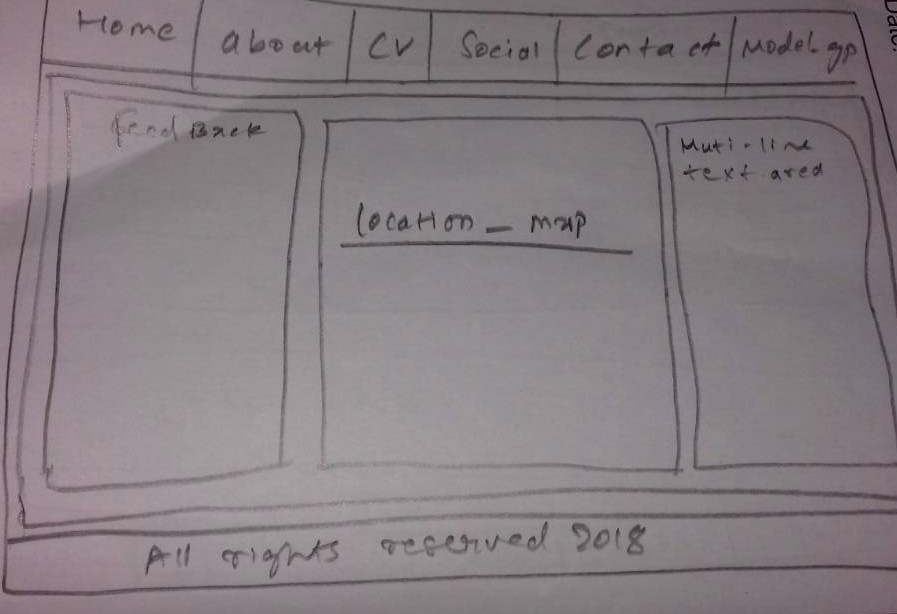 Home about CV Social Contact Model.gp
feed Back
Muti-line
text.area
location _ map
All rights reserved 2018
Date: